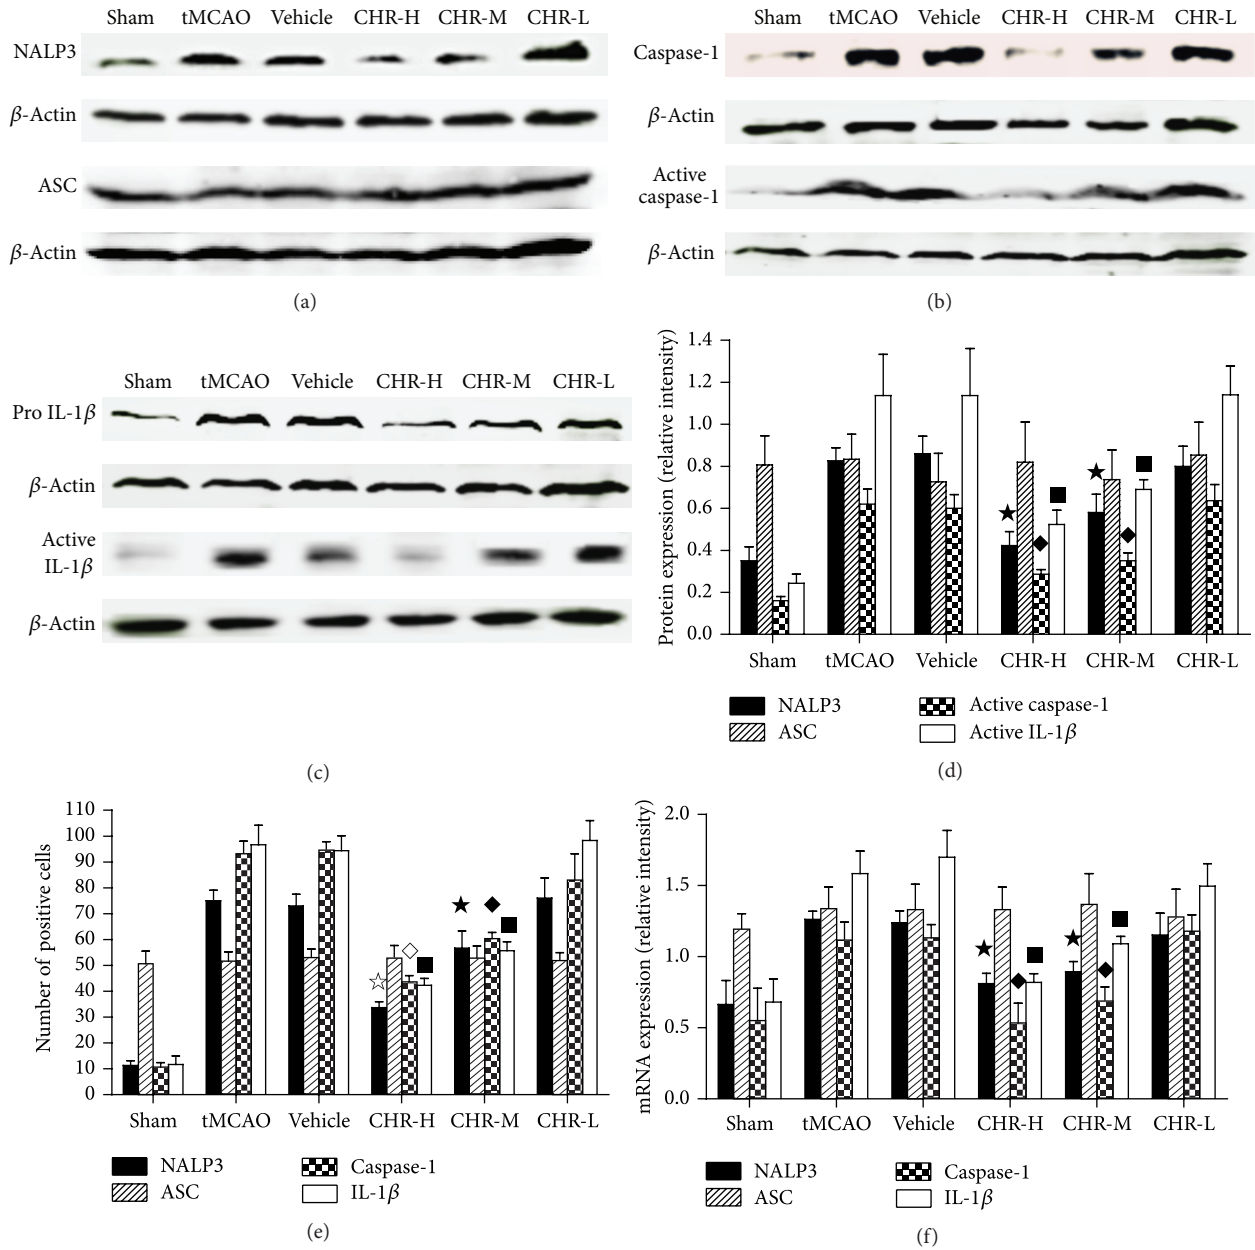 Sham tMCAO Vehicle CHR-H CHR-M CHR-L
NALP3
β-Actin
ASC
β-Actin
(a)
Sham tMCAO Vehicle CHR-H CHR-M CHR-L
Caspase-1
β-Actin
Active
caspase-1
β-Actin
(b)
Sham tMCAO Vehicle CHR-H CHR-M CHR-L
Pro IL-1β
β-Actin
Active
IL-1β
β-Actin
(c)
Protein expression (relative intensity)
1.4
1.2
1.0
0.8
0.6
0.4
0.2
0.0
Sham tMCAO Vehicle CHR-H CHR-M CHR-L
NALP3 Active caspase-1
ASC Active IL-1β
(d)
Number of positive cells
110
100
90
80
70
60
50
40
30
20
10
0
Sham tMCAO Vehicle CHR-H CHR-M CHR-L
NALP3 Caspase-1
ASC IL-1β
(e)
mRNA expression (relative intensity)
2.0
1.5
1.0
0.5
0.0
Sham tMCAO Vehicle CHR-H CHR-M CHR-L
NALP3 Caspase-1
ASC IL-1β
(f)